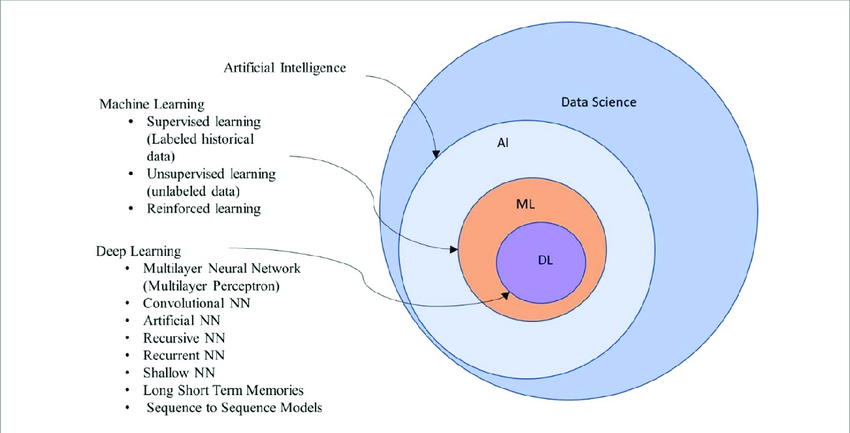 Artificial Intelligence
Machine Learning
• Supervised learning
(Labeled historical
data)
• Unsupervised learning
(unlabeled data)
• Reinforced learning
Deep Learning
• Multilayer Neural Network
(Multilayer Perceptron)
• Convolutional NN
• Artificial NN
• Recursive NN
• Recurrent NN
• Shallow NN
• Long Short Term Memories
• Sequence to Sequence Models
Data Science
AI
ML
DL